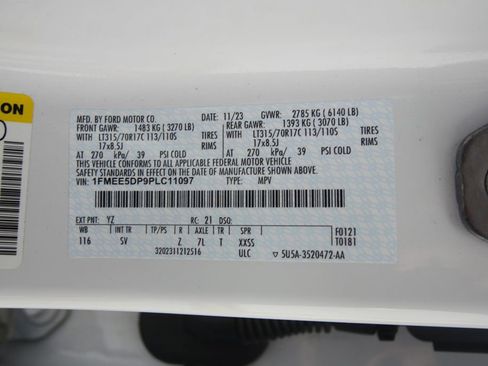 ON
MFD. BY FORD MOTOR CO. DATE: 11/23 GVWR: 2785 KG ( 6140 LB)
FRONT GAWR: 1483 KG ( 3270 LB) REAR GAWR: 1393 KG ( 3070 LB)
WITH LT315/70R17C 113/110S TIRES LT315/70R17C 113/110S TIRES
17x8.5J RIMS 17x8.5J RIMS
AT 270 kPa/ 39 PSI COLD AT 270 kPa/ 39 PSI COLD
THIS VEHICLE CONFORMS TO ALL APPLICABLE FEDERAL MOTOR VEHICLE
SAFETY STANDARDS IN EFFECT ON THE DATE OF MANUFACTURE SHOWN ABOVE.
VIN: 1FMEE5DP9PLC11097 TYPE: MPV
EXT PNT: YZ RC: 21 DSO: F0121
WB INT TR TP/PS R AXLE TR SPR T0181
116 SV Z 7L T XXSS
3202311212516 ULC ▽ 5U5A-3520472-AA